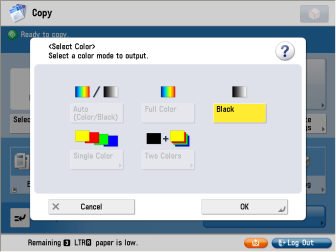 Copy
Ready to copy.
<Select Color>
Select a color mode to output.
?
Auto
(Color/Black)
Full Color
Black
Single Color
Two Colors
Cancel
OK
Remaining 3 LTR paper is low.
Log Out